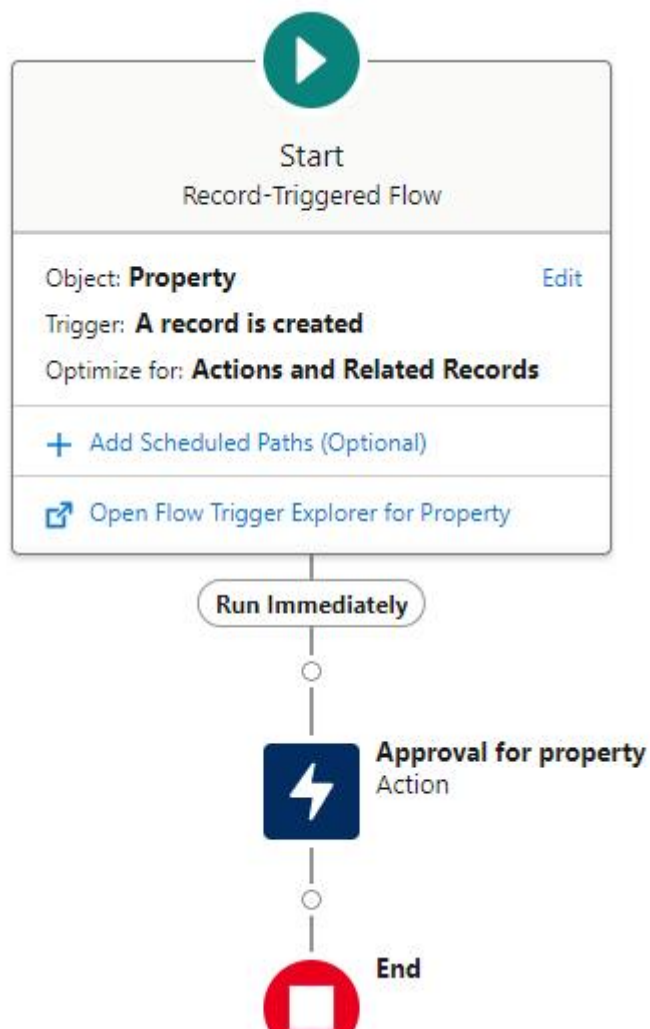 Start
Record-Triggered Flow
Object: Property Edit
Trigger: A record is created
Optimize for: Actions and Related Records
Add Scheduled Paths (Optional)
Open Flow Trigger Explorer for Property
Run Immediately
Approval for property
Action
End